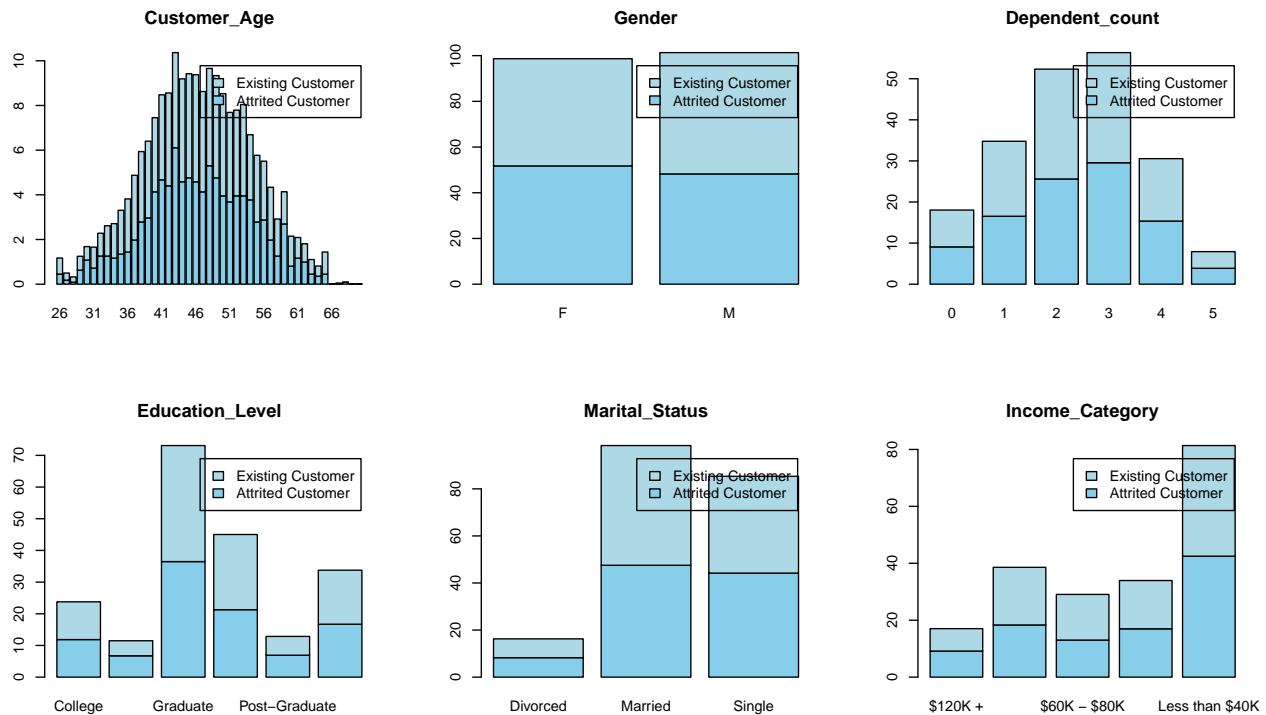 Customer_Age
10
8
6
4
2
0
26 31 36 41 46 51 56 61 66
Existing Customer
Attrited Customer
Gender
100
80
60
40
20
0
F M
Existing Customer
Attrited Customer
Dependent_count
50
40
30
20
10
0
0 1 2 3 4 5
Existing Customer
Attrited Customer
Education_Level
70
60
50
40
30
20
10
0
College Graduate Post−Graduate
Existing Customer
Attrited Customer
Marital_Status
80
60
40
20
0
Divorced Married Single
Existing Customer
Attrited Customer
Income_Category
80
60
40
20
0
$120K + $60K − $80K Less than $40K
Existing Customer
Attrited Customer